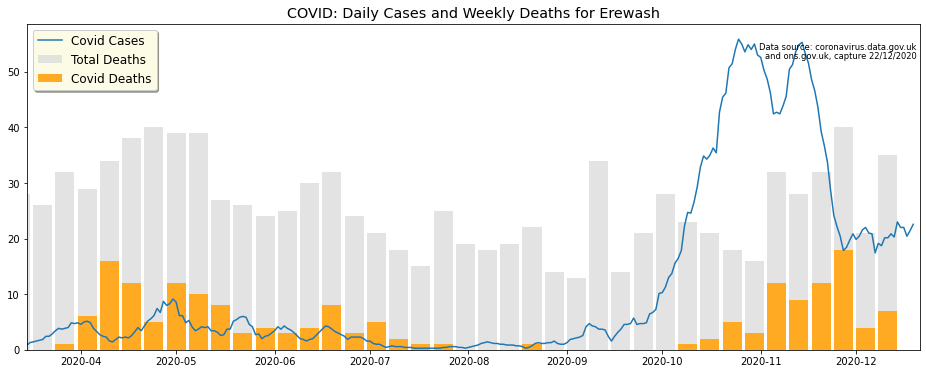 COVID: Daily Cases and Weekly Deaths for Erewash
Covid Cases
Total Deaths
Covid Deaths
Data source: coronavirus.data.gov.uk
and ons.gov.uk, capture 22/12/2020
50
40
30
20
10
0
2020-04 2020-05 2020-06 2020-07 2020-08 2020-09 2020-10 2020-11 2020-12